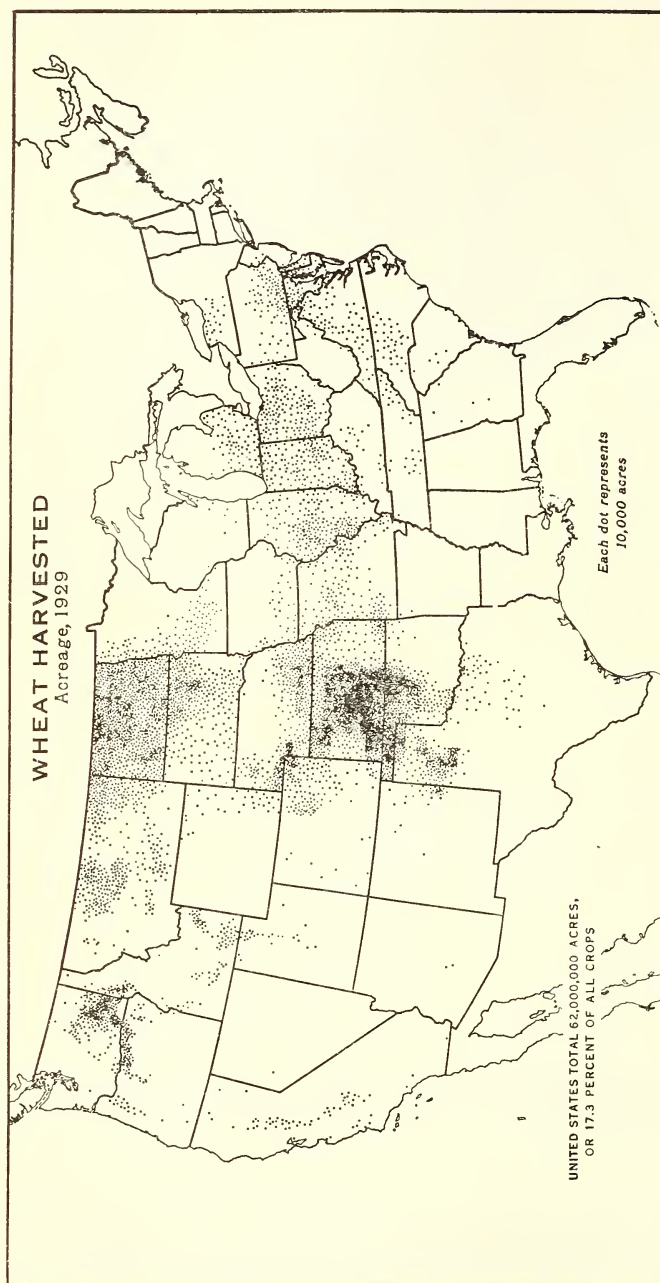 WHEAT HARVESTED
Acreage, 1929
Each dot represents
10,000 acres
UNITED STATES TOTAL 62,000,000 ACRES,
OR 17.3 PERCENT OF ALL CROPS